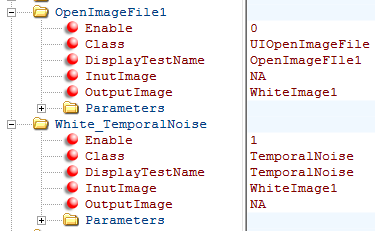 OpenImageFile1
Enable 0
Class UIOpenImageFile
DisplayTestName OpenImageFIle1
InutImage NA
OutputImage WhiteImage1
Parameters
White_TemporalNoise
Enable 1
Class TemporalNoise
DisplayTestName TemporalNoise
InutImage WhiteImage1
OutputImage NA
Parameters